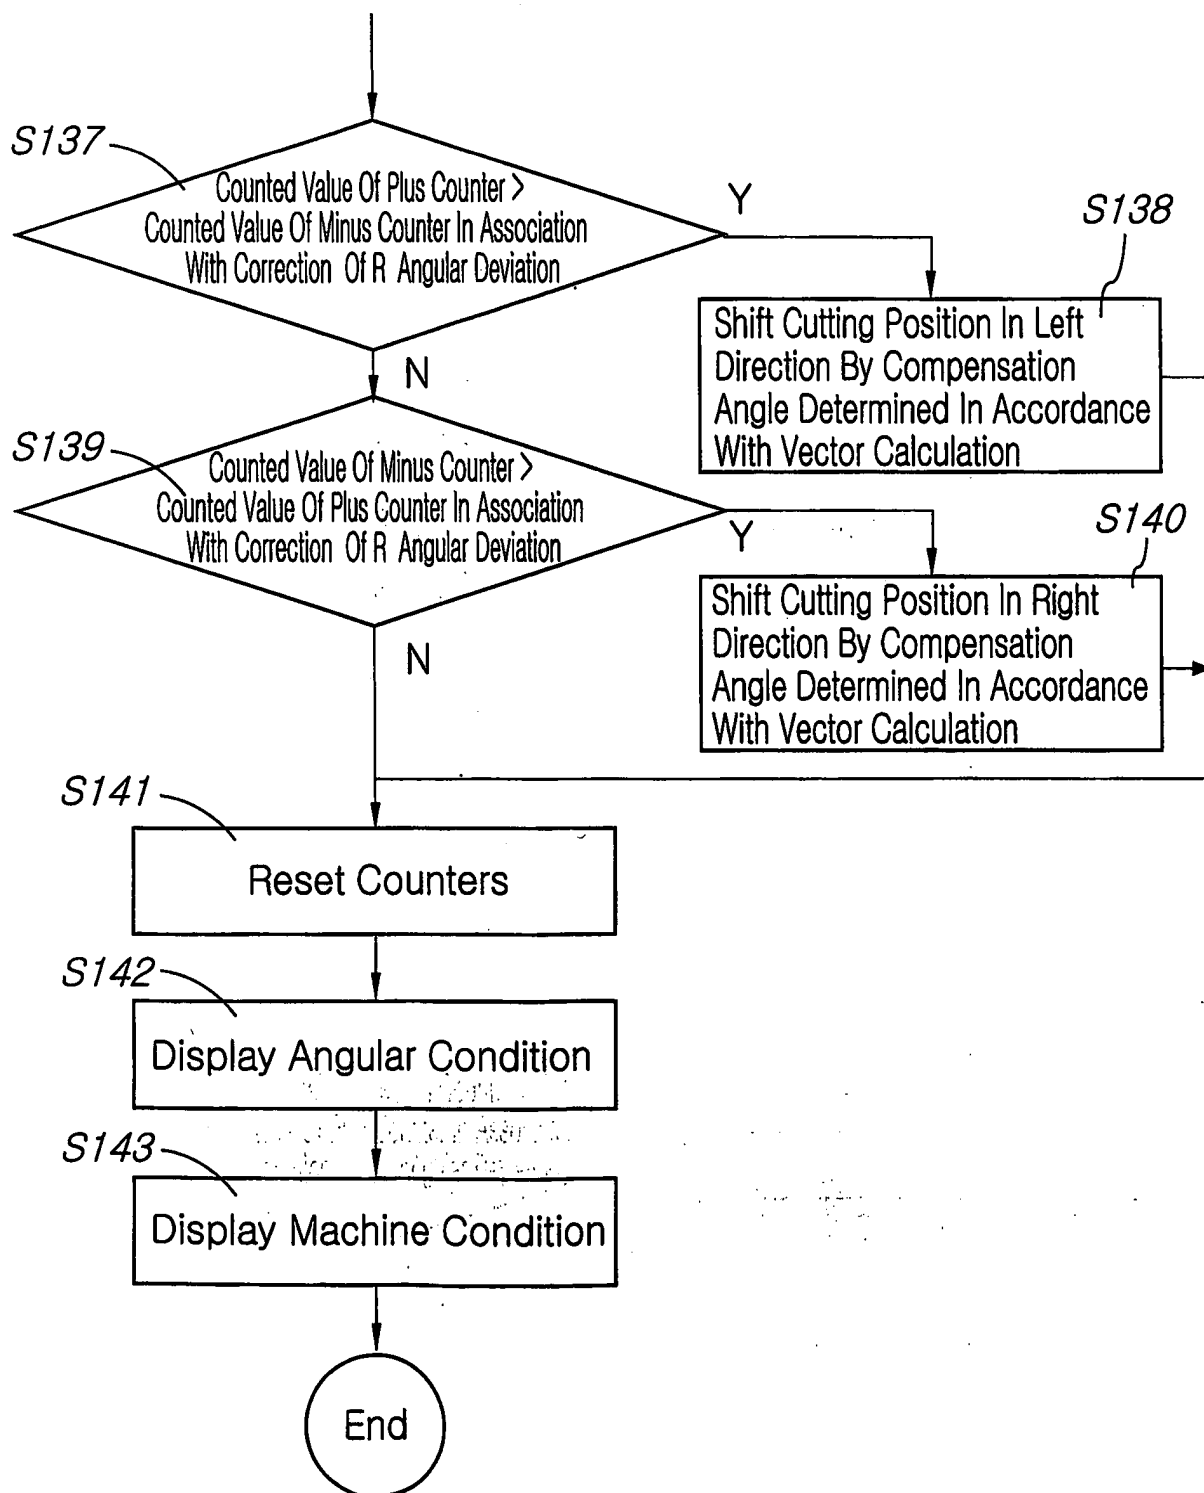 S137
Counted Value Of Plus Counter >
Counted Value Of Minus Counter In Association
With Correction Of R Angular Deviation
Y
N
S138
Shift Cutting Position In Left
Direction By Compensation
Angle Determined In Accordance
With Vector Calculation
S139
Counted Value Of Minus Counter >
Counted Value Of Plus Counter In Association
With Correction Of R Angular Deviation
Y
N
S140
Shift Cutting Position In Right
Direction By Compensation
Angle Determined In Accordance
With Vector Calculation
S141
Reset Counters
S142
Display Angular Condition
S143
Display Machine Condition
End